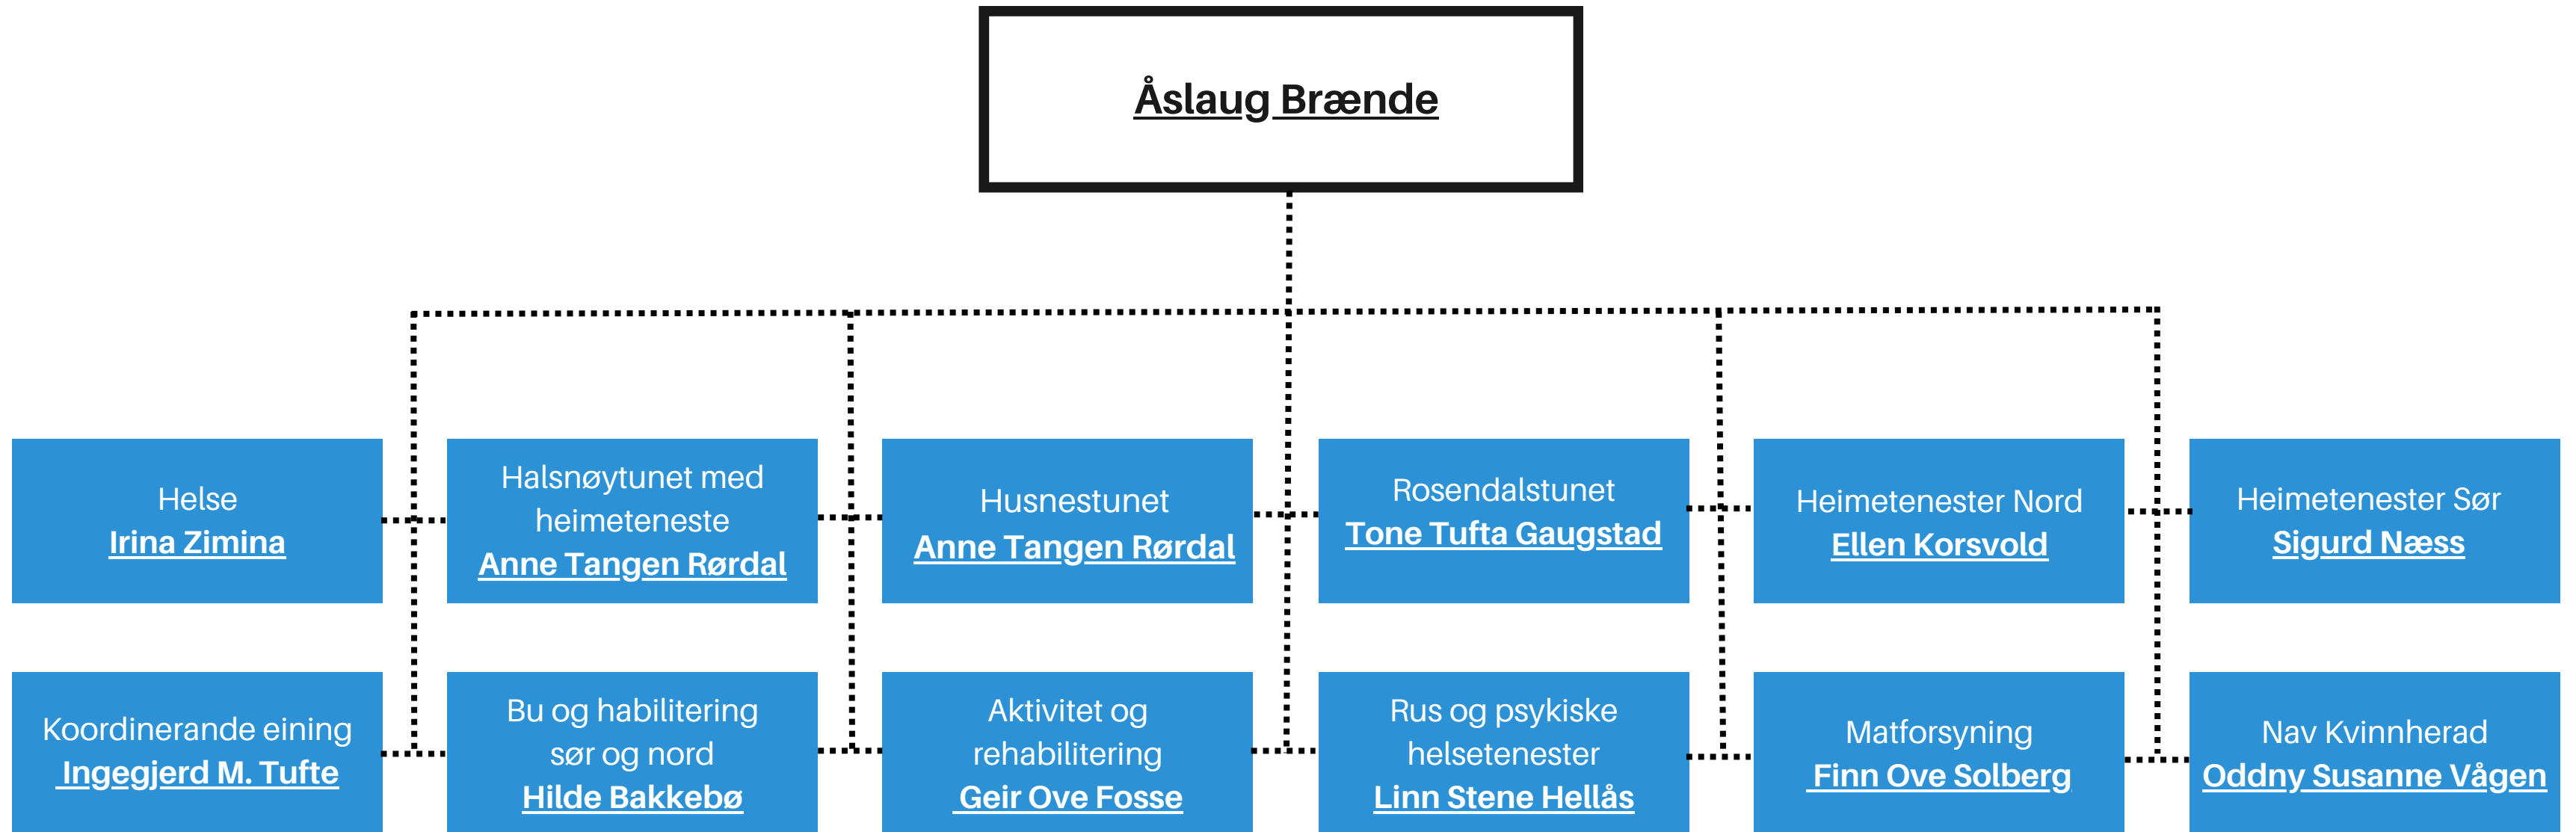 Åslaug Brænde
Helse
Irina Zimina
Halsnøytunet med
heimeteneste
Anne Tangen Rørdal
Husnestunet
Anne Tangen Rørdal
Rosendalstunet
Tone Tufta Gaugstad
Heimetenester Nord
Ellen Korsvold
Heimetenester Sør
Sigurd Næss
Koordinerande eining
Ingegjerd M. Tufte
Bu og habilitering
sør og nord
Hilde Bakkebø
Aktivitet og
rehabilitering
Geir Ove Fosse
Rus og psykiske
helsetenester
Linn Stene Hellås
Matforsyning
Finn Ove Solberg
Nav Kvinnherad
Oddny Susanne Vågen